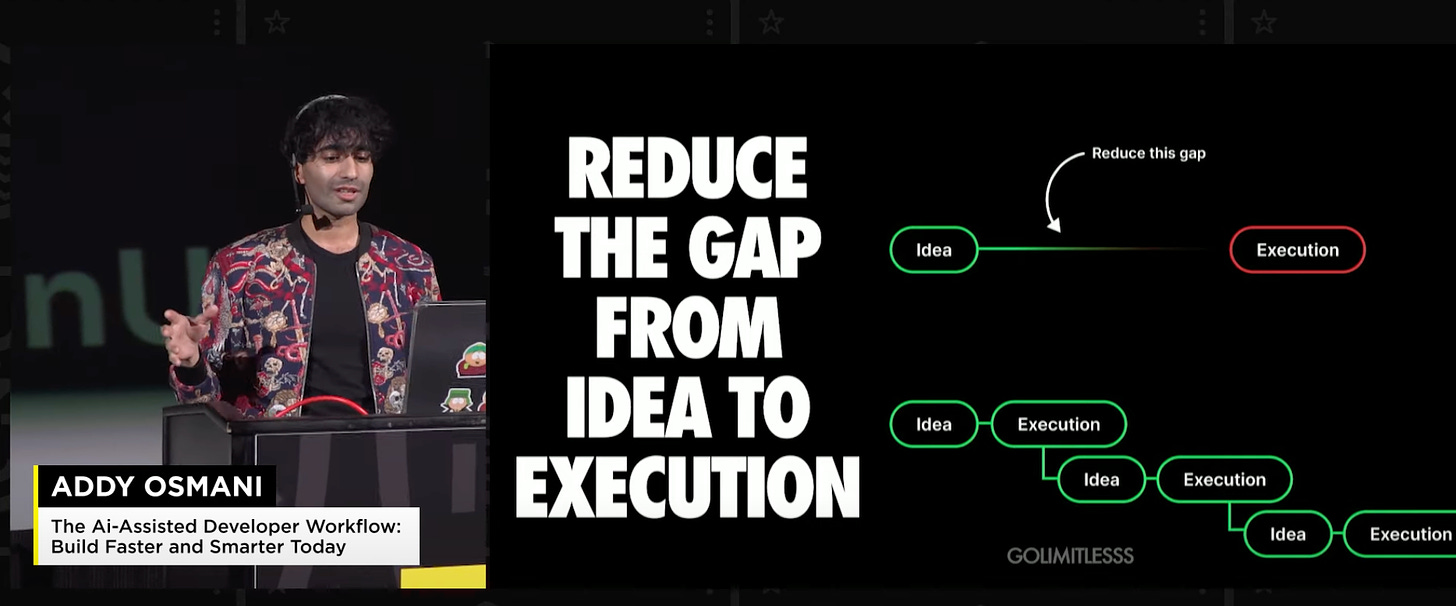 nU
ADDY OSMANI
The Ai-Assisted Developer Workflow:
Build Faster and Smarter Today
REDUCE
THE GAP
FROM
IDEA TO
EXECUTION
Reduce this gap
Idea
Execution
Idea
Execution
Idea
Execution
Idea
Execution
GOLIMITLESSS